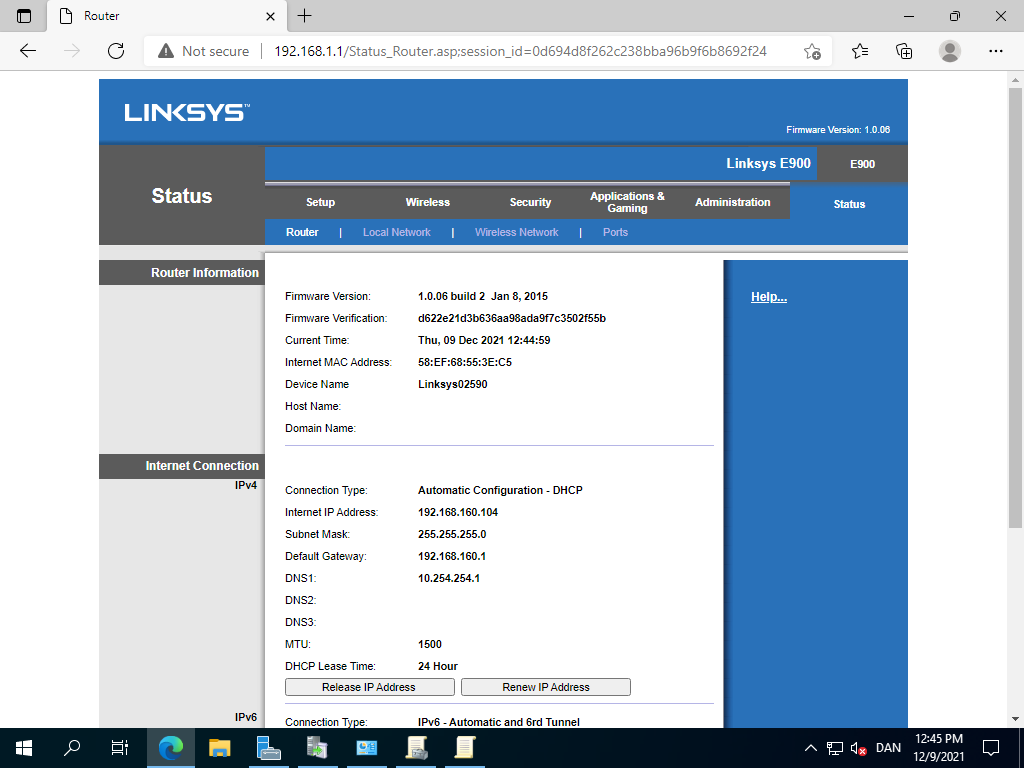 Router
Not secure | 192.168.1.1/Status_Router.asp;session_id=0d694d8f262c238bba96b9f6b8692f24
LINKSYS™
Firmware Version: 1.0.06
Linksys E900 E900
Status
Setup Wireless Security Applications & Gaming Administration Status
Router | Local Network | Wireless Network | Ports
Router Information
Help...
Firmware Version: 1.0.06 build 2 Jan 8, 2015
Firmware Verification: d622e21d3b636aa98ada9f7c3502f55b
Current Time: Thu, 09 Dec 2021 12:44:59
Internet MAC Address: 58:EF:68:55:3E:C5
Device Name Linksys02590
Host Name:
Domain Name:
Internet Connection
IPv4
Connection Type: Automatic Configuration - DHCP
Internet IP Address: 192.168.160.104
Subnet Mask: 255.255.255.0
Default Gateway: 192.168.160.1
DNS1: 10.254.254.1
DNS2:
DNS3:
MTU: 1500
DHCP Lease Time: 24 Hour
Release IP Address Renew IP Address
IPv6
Connection Type: IPv6 - Automatic and 6rd Tunnel
DAN
12:45 PM
12/9/2021